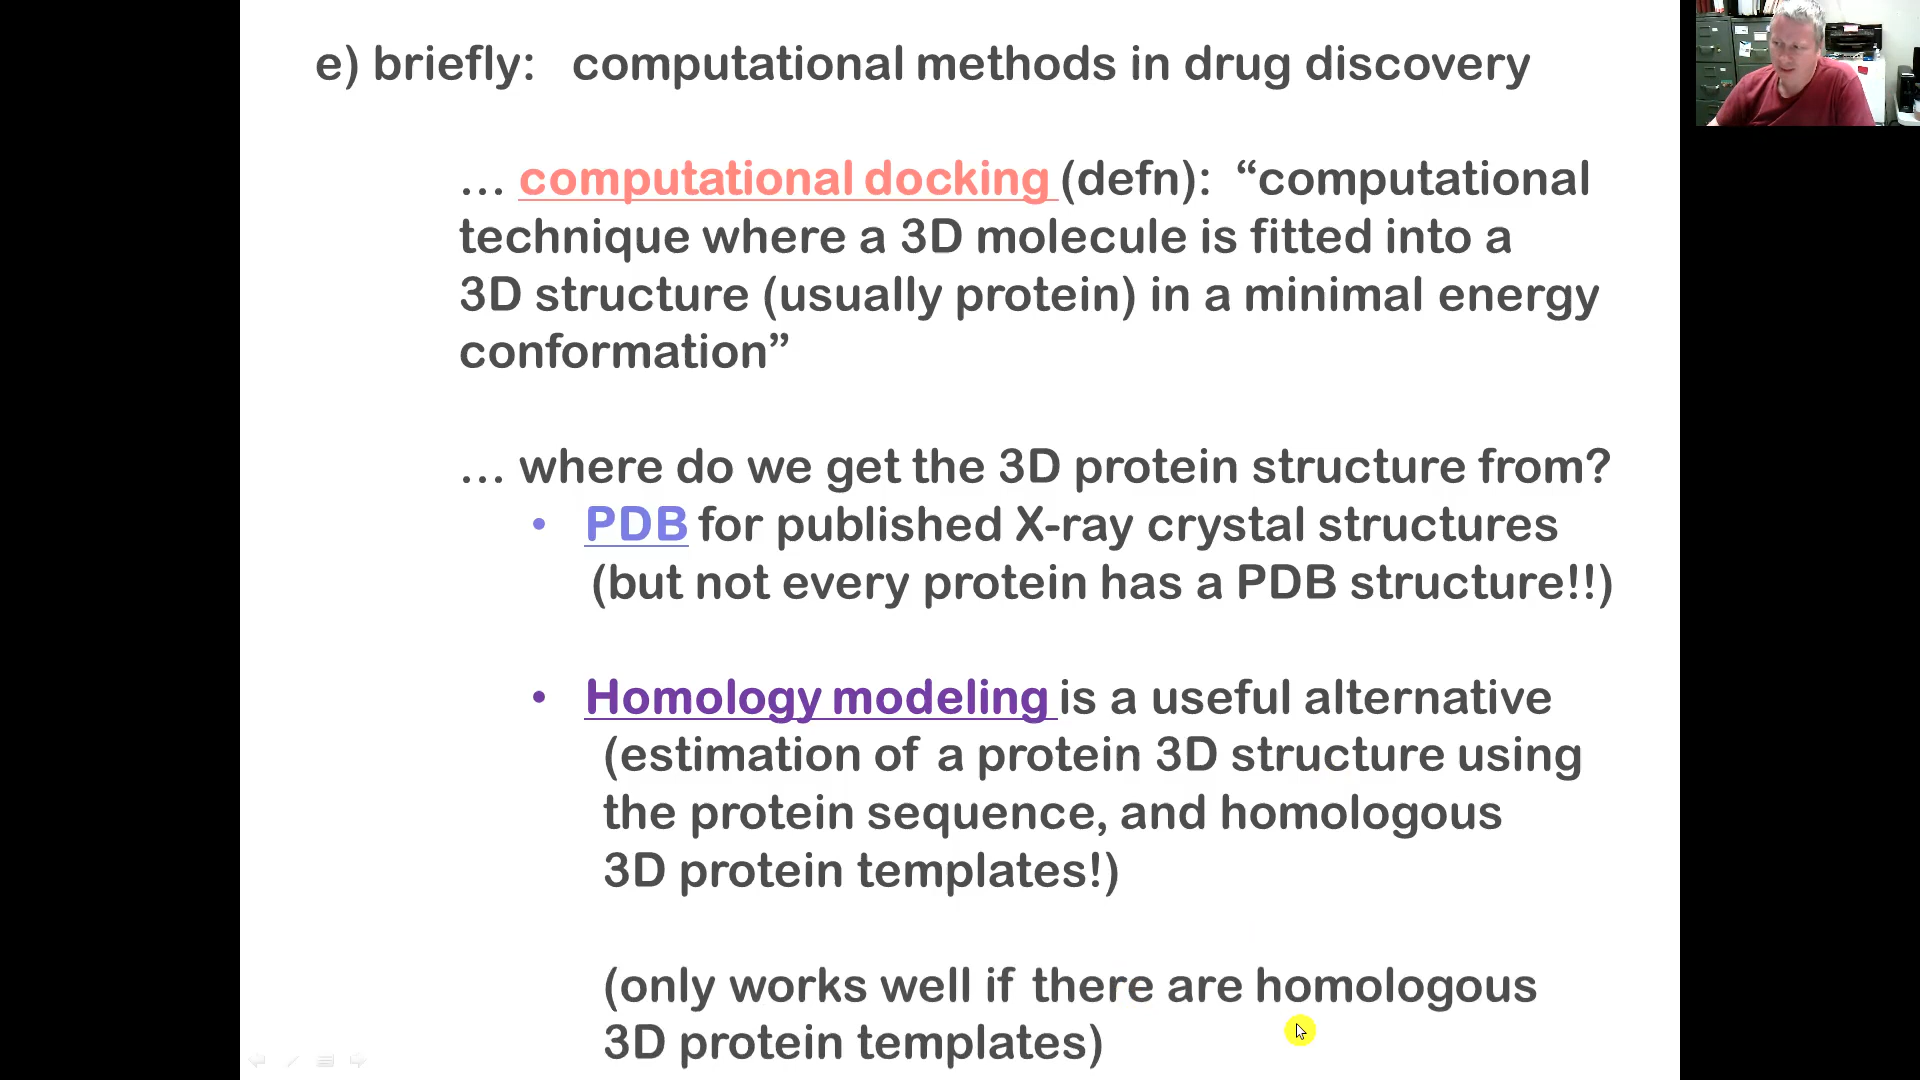 e) briefly: computational methods in drug discovery
… computational docking (defn): “computational
technique where a 3D molecule is fitted into a
3D structure (usually protein) in a minimal energy
conformation”
… where do we get the 3D protein structure from?
• PDB for published X-ray crystal structures
(but not every protein has a PDB structure!!)
• Homology modeling is a useful alternative
(estimation of a protein 3D structure using
the protein sequence, and homologous
3D protein templates!)
(only works well if there are homologous
3D protein templates)